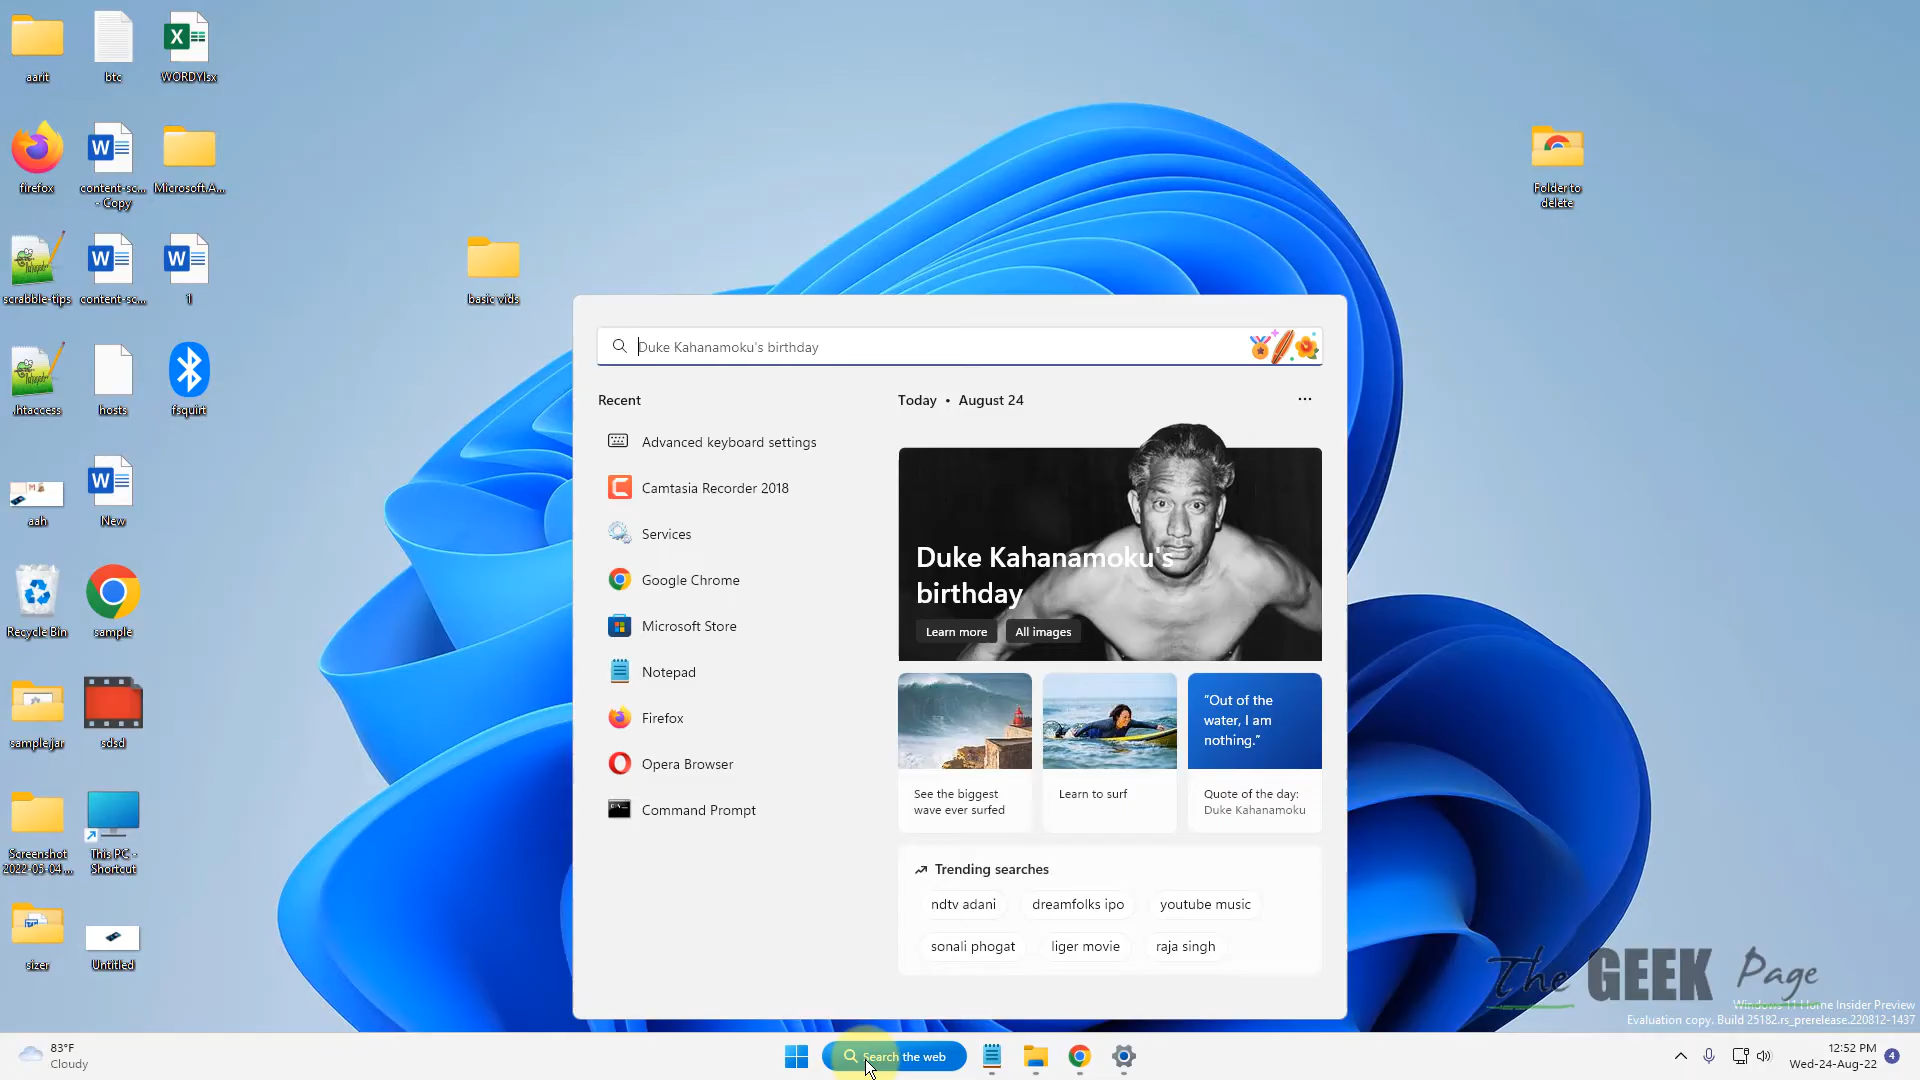 aarit
btc
WORDYlsx
firefox
content-sc...
- Copy
Microsoft A...
scrabble-tips
content-sc...
1
.htaccess
hosts
fsquirt
aah
New
Recycle Bin
sample
sample.jar
sdsd
Screenshot
2022-03-04...
This PC -
Shortcut
sizer
Untitled
basic vids
Folder to
delete
Duke Kahanamoku's birthday
Recent
Advanced keyboard settings
Camtasia Recorder 2018
Services
Google Chrome
Microsoft Store
Notepad
Firefox
Opera Browser
Command Prompt
Today • August 24
Duke Kahanamoku's
birthday
Learn more
All images
See the biggest
wave ever surfed
Learn to surf
"Out of the
water, I am
nothing."
Quote of the day:
Duke Kahanamoku
Trending searches
ndtv adani
dreamfolks ipo
youtube music
sonali phogat
liger movie
raja singh
The GEEK Page
Windows 11 Home Insider Preview
Evaluation copy. Build 25182.rs_prerelease.220812-1437
83°F
Cloudy
Search the web
12:52 PM
Wed-24-Aug-22
4